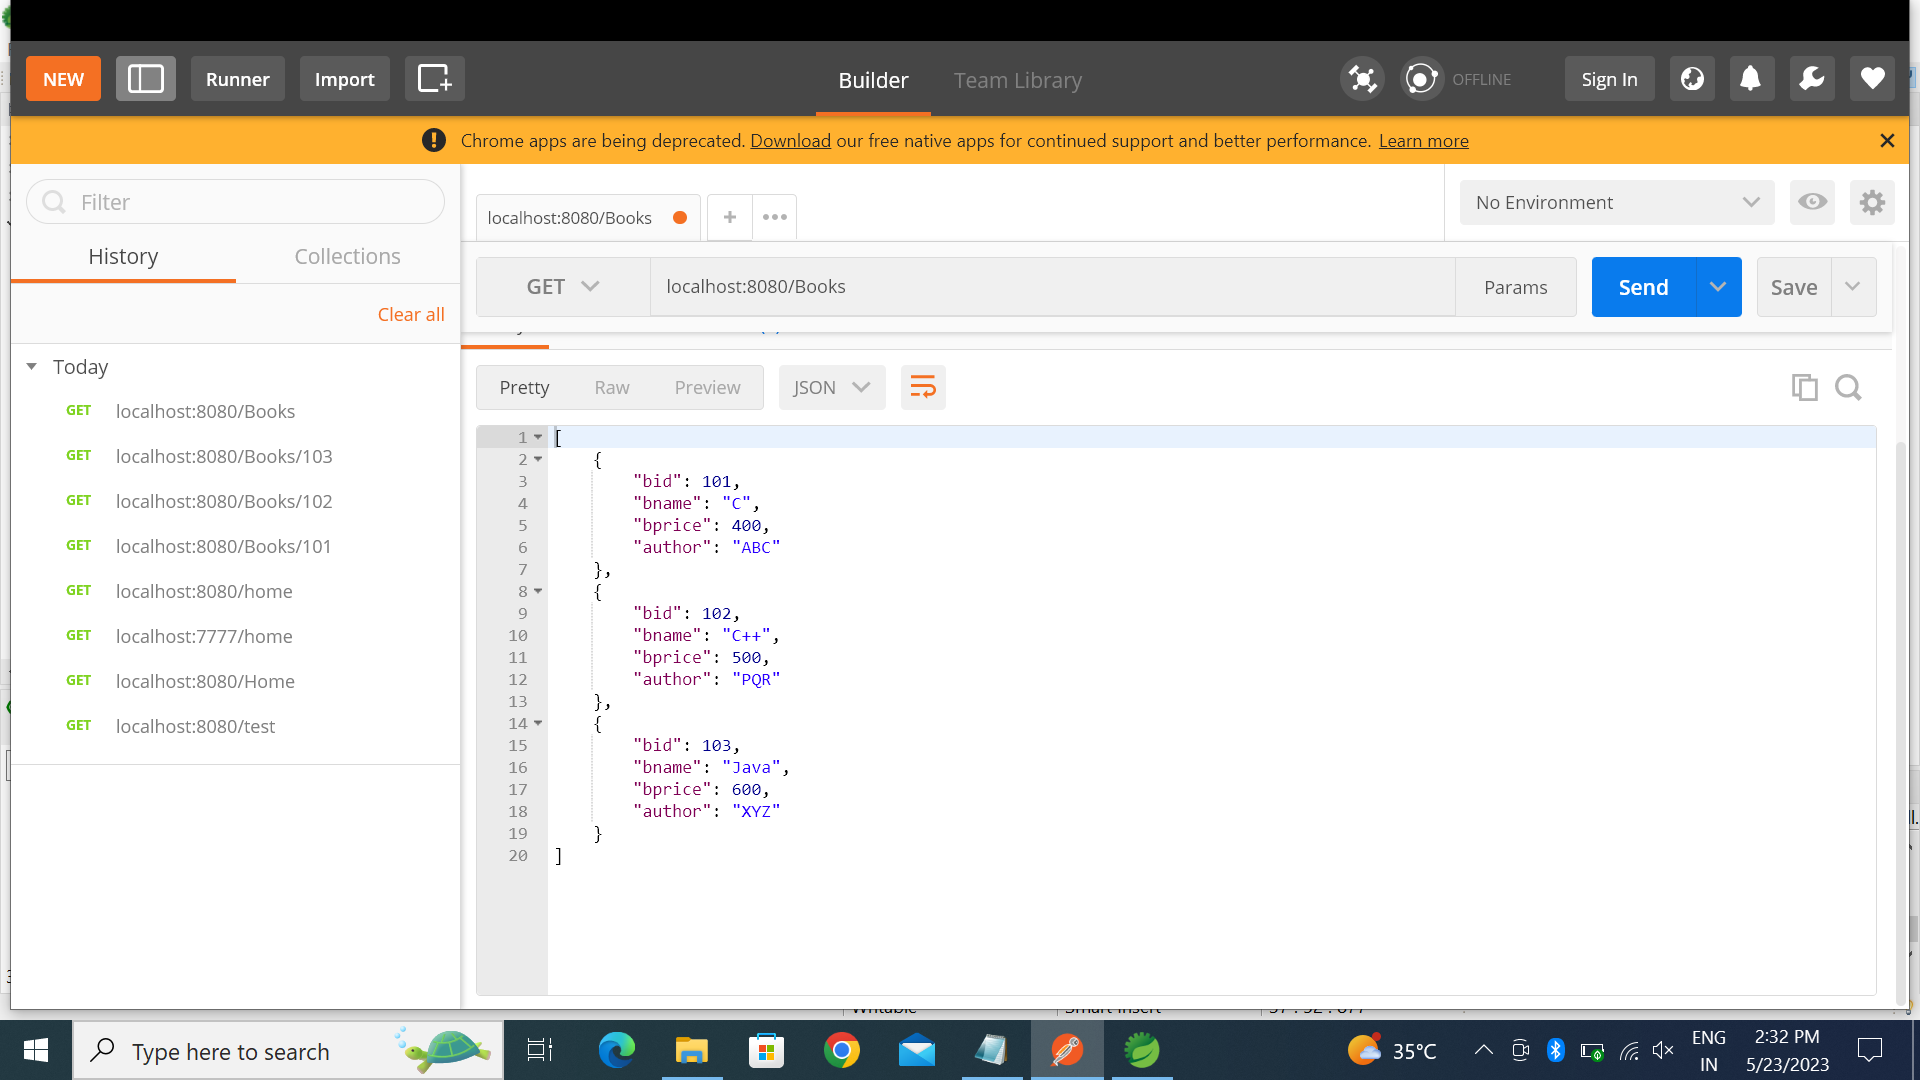 NEW Runner Import Builder Team Library OFFLINE Sign In
Chrome apps are being deprecated. Download our free native apps for continued support and better performance. Learn more
Filter
History Collections
Clear all
Today
GET localhost:8080/Books
GET localhost:8080/Books/103
GET localhost:8080/Books/102
GET localhost:8080/Books/101
GET localhost:8080/home
GET localhost:7777/home
GET localhost:8080/Home
GET localhost:8080/test
localhost:8080/Books + No Environment
GET localhost:8080/Books Params Send Save
Pretty Raw Preview JSON
1 [
2 {
3 "bid": 101,
4 "bname": "C",
5 "bprice": 400,
6 "author": "ABC"
7 },
8 {
9 "bid": 102,
10 "bname": "C++",
11 "bprice": 500,
12 "author": "PQR"
13 },
14 {
15 "bid": 103,
16 "bname": "Java",
17 "bprice": 600,
18 "author": "XYZ"
19 }
20 ]
Type here to search
35°C
ENG
IN
2:32 PM
5/23/2023